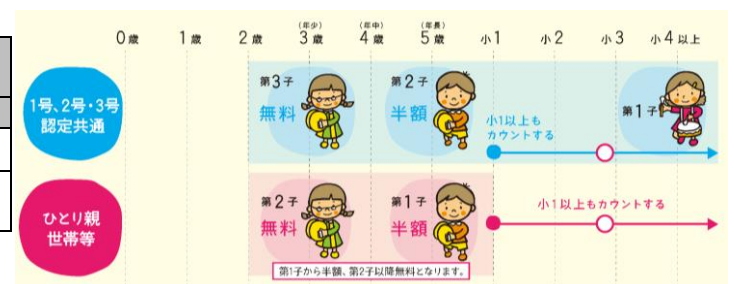 (年少) (年中) (年長)
0歳 1歳 2歳 3歳 4歳 5歳 小1 小2 小3 小4以上
1号、2号・3号
認定共通
第3子
無料
第2子
半額
小1以上も
カウントする
第1子
ひとり親
世帯等
第2子
無料
第1子
半額
小1以上もカウントする
第1子から半額、第2子以降無料となります。